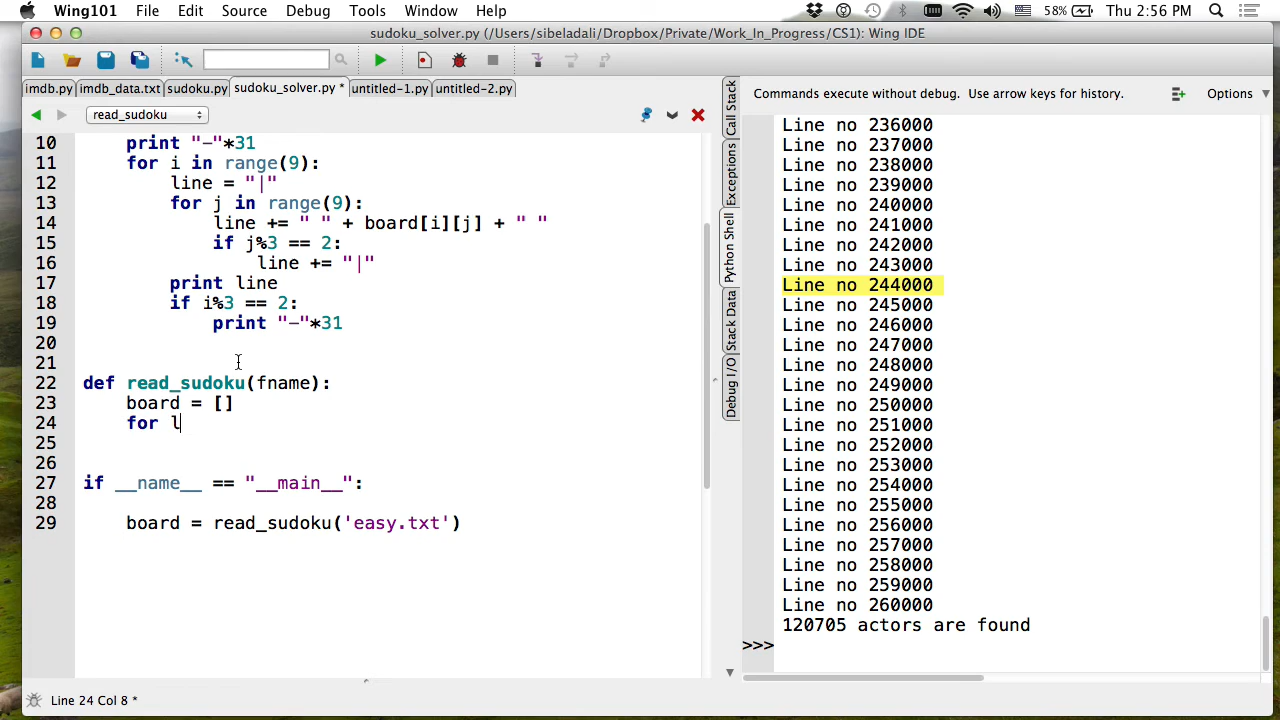 Wing101 File Edit Source Debug Tools Window Help 58% Thu 2:56 PM
sudoku_solver.py (/Users/sibeladali/Dropbox/Private/Work_In_Progress/CS1): Wing IDE
imdb.py imdb_data.txt sudoku.py sudoku_solver.py * untitled-1.py untitled-2.py
read_sudoku
10 print "-"*31
11 for i in range(9):
12 line = "|"
13 for j in range(9):
14 line += " " + board[i][j] + " "
15 if j%3 == 2:
16 line += "|"
17 print line
18 if i%3 == 2:
19 print "-"*31
20
21
22 def read_sudoku(fname):
23 board = []
24 for l
25
26
27 if __name__ == "__main__":
28
29 board = read_sudoku('easy.txt')
Line 24 Col 8 *
Call Stack
Exceptions
Python Shell
Stack Data
Debug I/O
Commands execute without debug. Use arrow keys for history. Options
Line no 236000
Line no 237000
Line no 238000
Line no 239000
Line no 240000
Line no 241000
Line no 242000
Line no 243000
Line no 244000
Line no 245000
Line no 246000
Line no 247000
Line no 248000
Line no 249000
Line no 250000
Line no 251000
Line no 252000
Line no 253000
Line no 254000
Line no 255000
Line no 256000
Line no 257000
Line no 258000
Line no 259000
Line no 260000
120705 actors are found
>>>